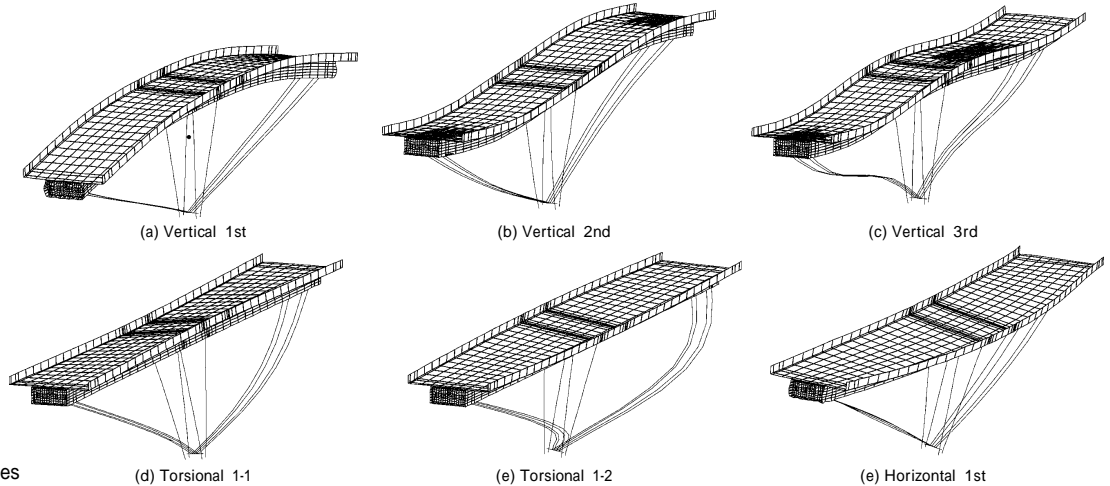 (a) Vertical 1st
(b) Vertical 2nd
(c) Vertical 3rd
es
(d) Torsional 1-1
(e) Torsional 1-2
(e) Horizontal 1st